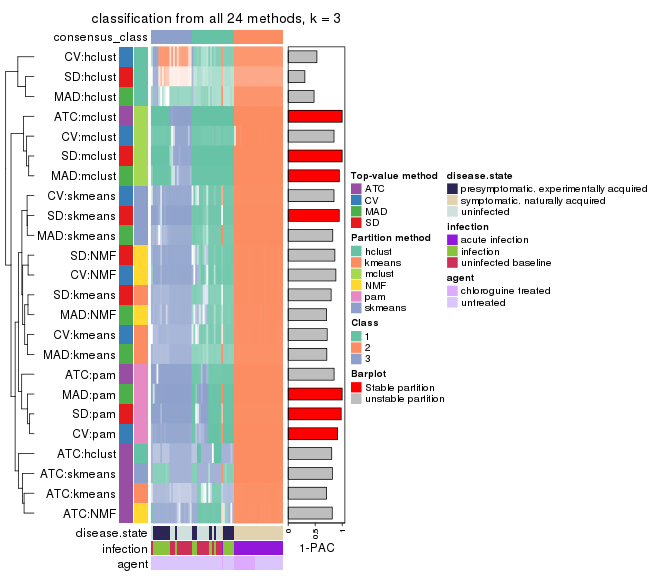 classification from all 24 methods, k = 3
consensus_class
CV:hclust
SD:hclust
MAD:hclust
ATC:mclust
CV:mclust
SD:mclust
MAD:mclust
CV:skmeans
SD:skmeans
MAD:skmeans
SD:NMF
CV:NMF
SD:kmeans
MAD:NMF
CV:kmeans
MAD:kmeans
ATC:pam
MAD:pam
SD:pam
CV:pam
ATC:hclust
ATC:skmeans
ATC:kmeans
ATC:NMF
disease.state
infection
agent
0
0.5
1
1-PAC
Top-value method
ATC
CV
MAD
SD
Partition method
hclust
kmeans
mclust
NMF
pam
skmeans
Class
1
2
3
Barplot
Stable partition
unstable partition
disease.state
presymptomatic. experimentally acquired
symptomatic. naturally acquired
uninfected
infection
acute infection
infection
uninfected baseline
agent
chloroguine treated
untreated